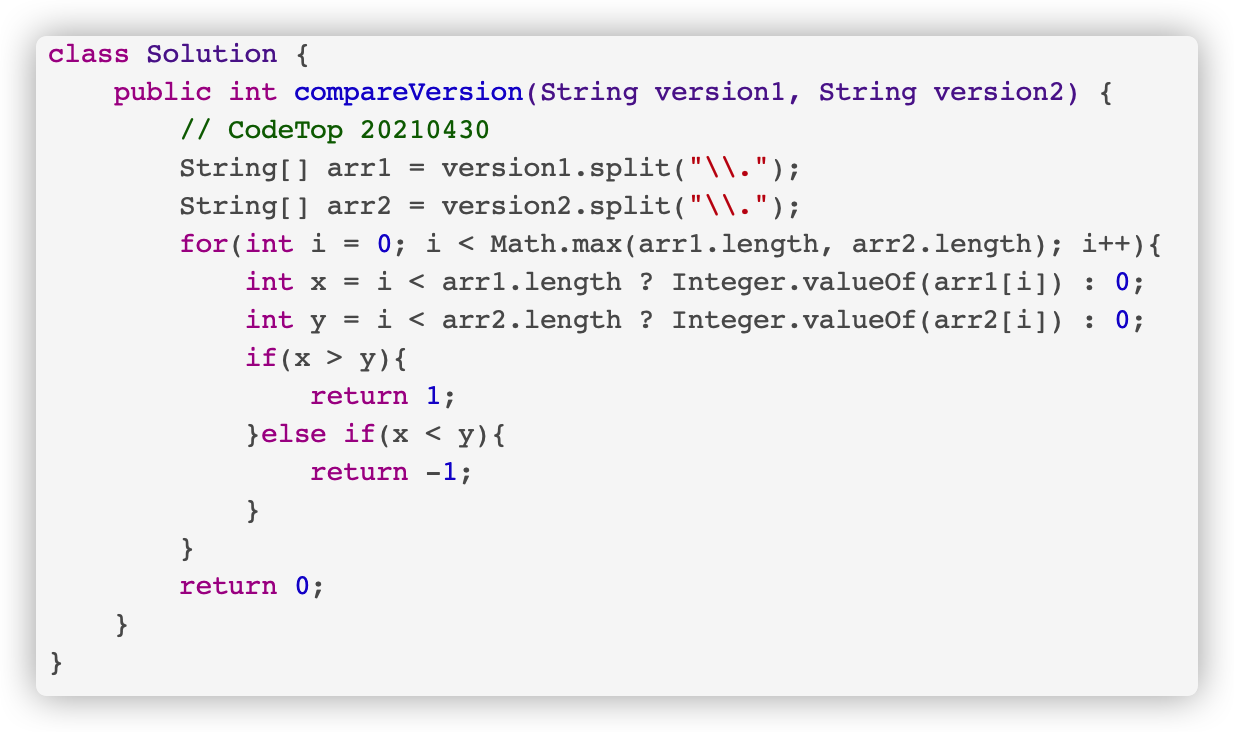 class Solution {
    public int compareVersion(String version1, String version2) {
        // CodeTop 20210430
        String[] arr1 = version1.split("\\.");
        String[] arr2 = version2.split("\\.");
        for(int i = 0; i < Math.max(arr1.length, arr2.length); i++){
            int x = i < arr1.length ? Integer.valueOf(arr1[i]) : 0;
            int y = i < arr2.length ? Integer.valueOf(arr2[i]) : 0;
            if(x > y){
                return 1;
            }else if(x < y){
                return -1;
            }
        }
        return 0;
    }
}